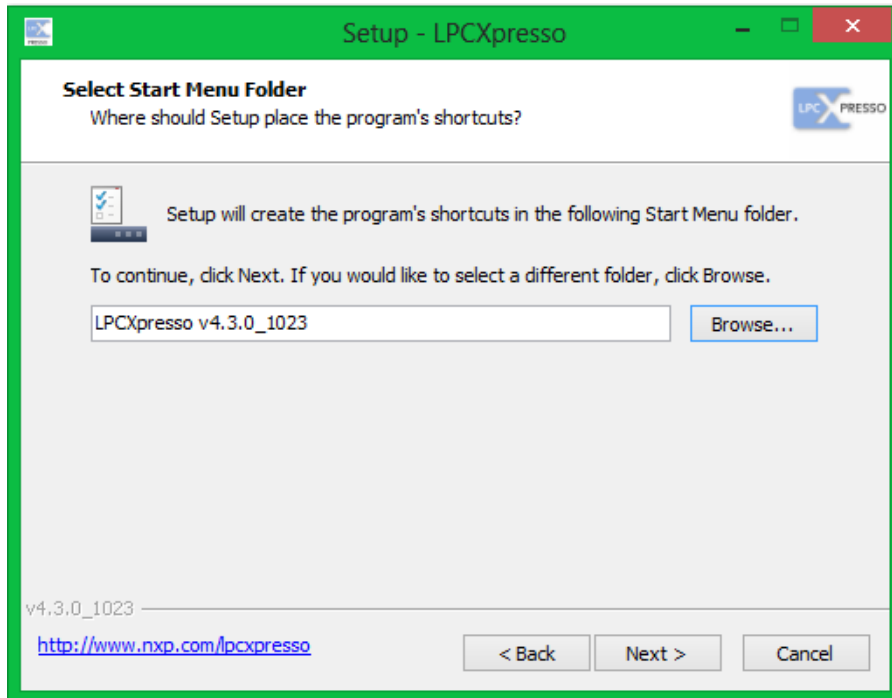 Setup - LPCXpresso
Select Start Menu Folder
Where should Setup place the program's shortcuts?
LPC XPRESSO
Setup will create the program's shortcuts in the following Start Menu folder.
To continue, click Next. If you would like to select a different folder, click Browse.
LPCXpresso v4.3.0_1023
Browse...
v4.3.0_1023
http://www.nxp.com/lpcxpresso
< Back
Next >
Cancel